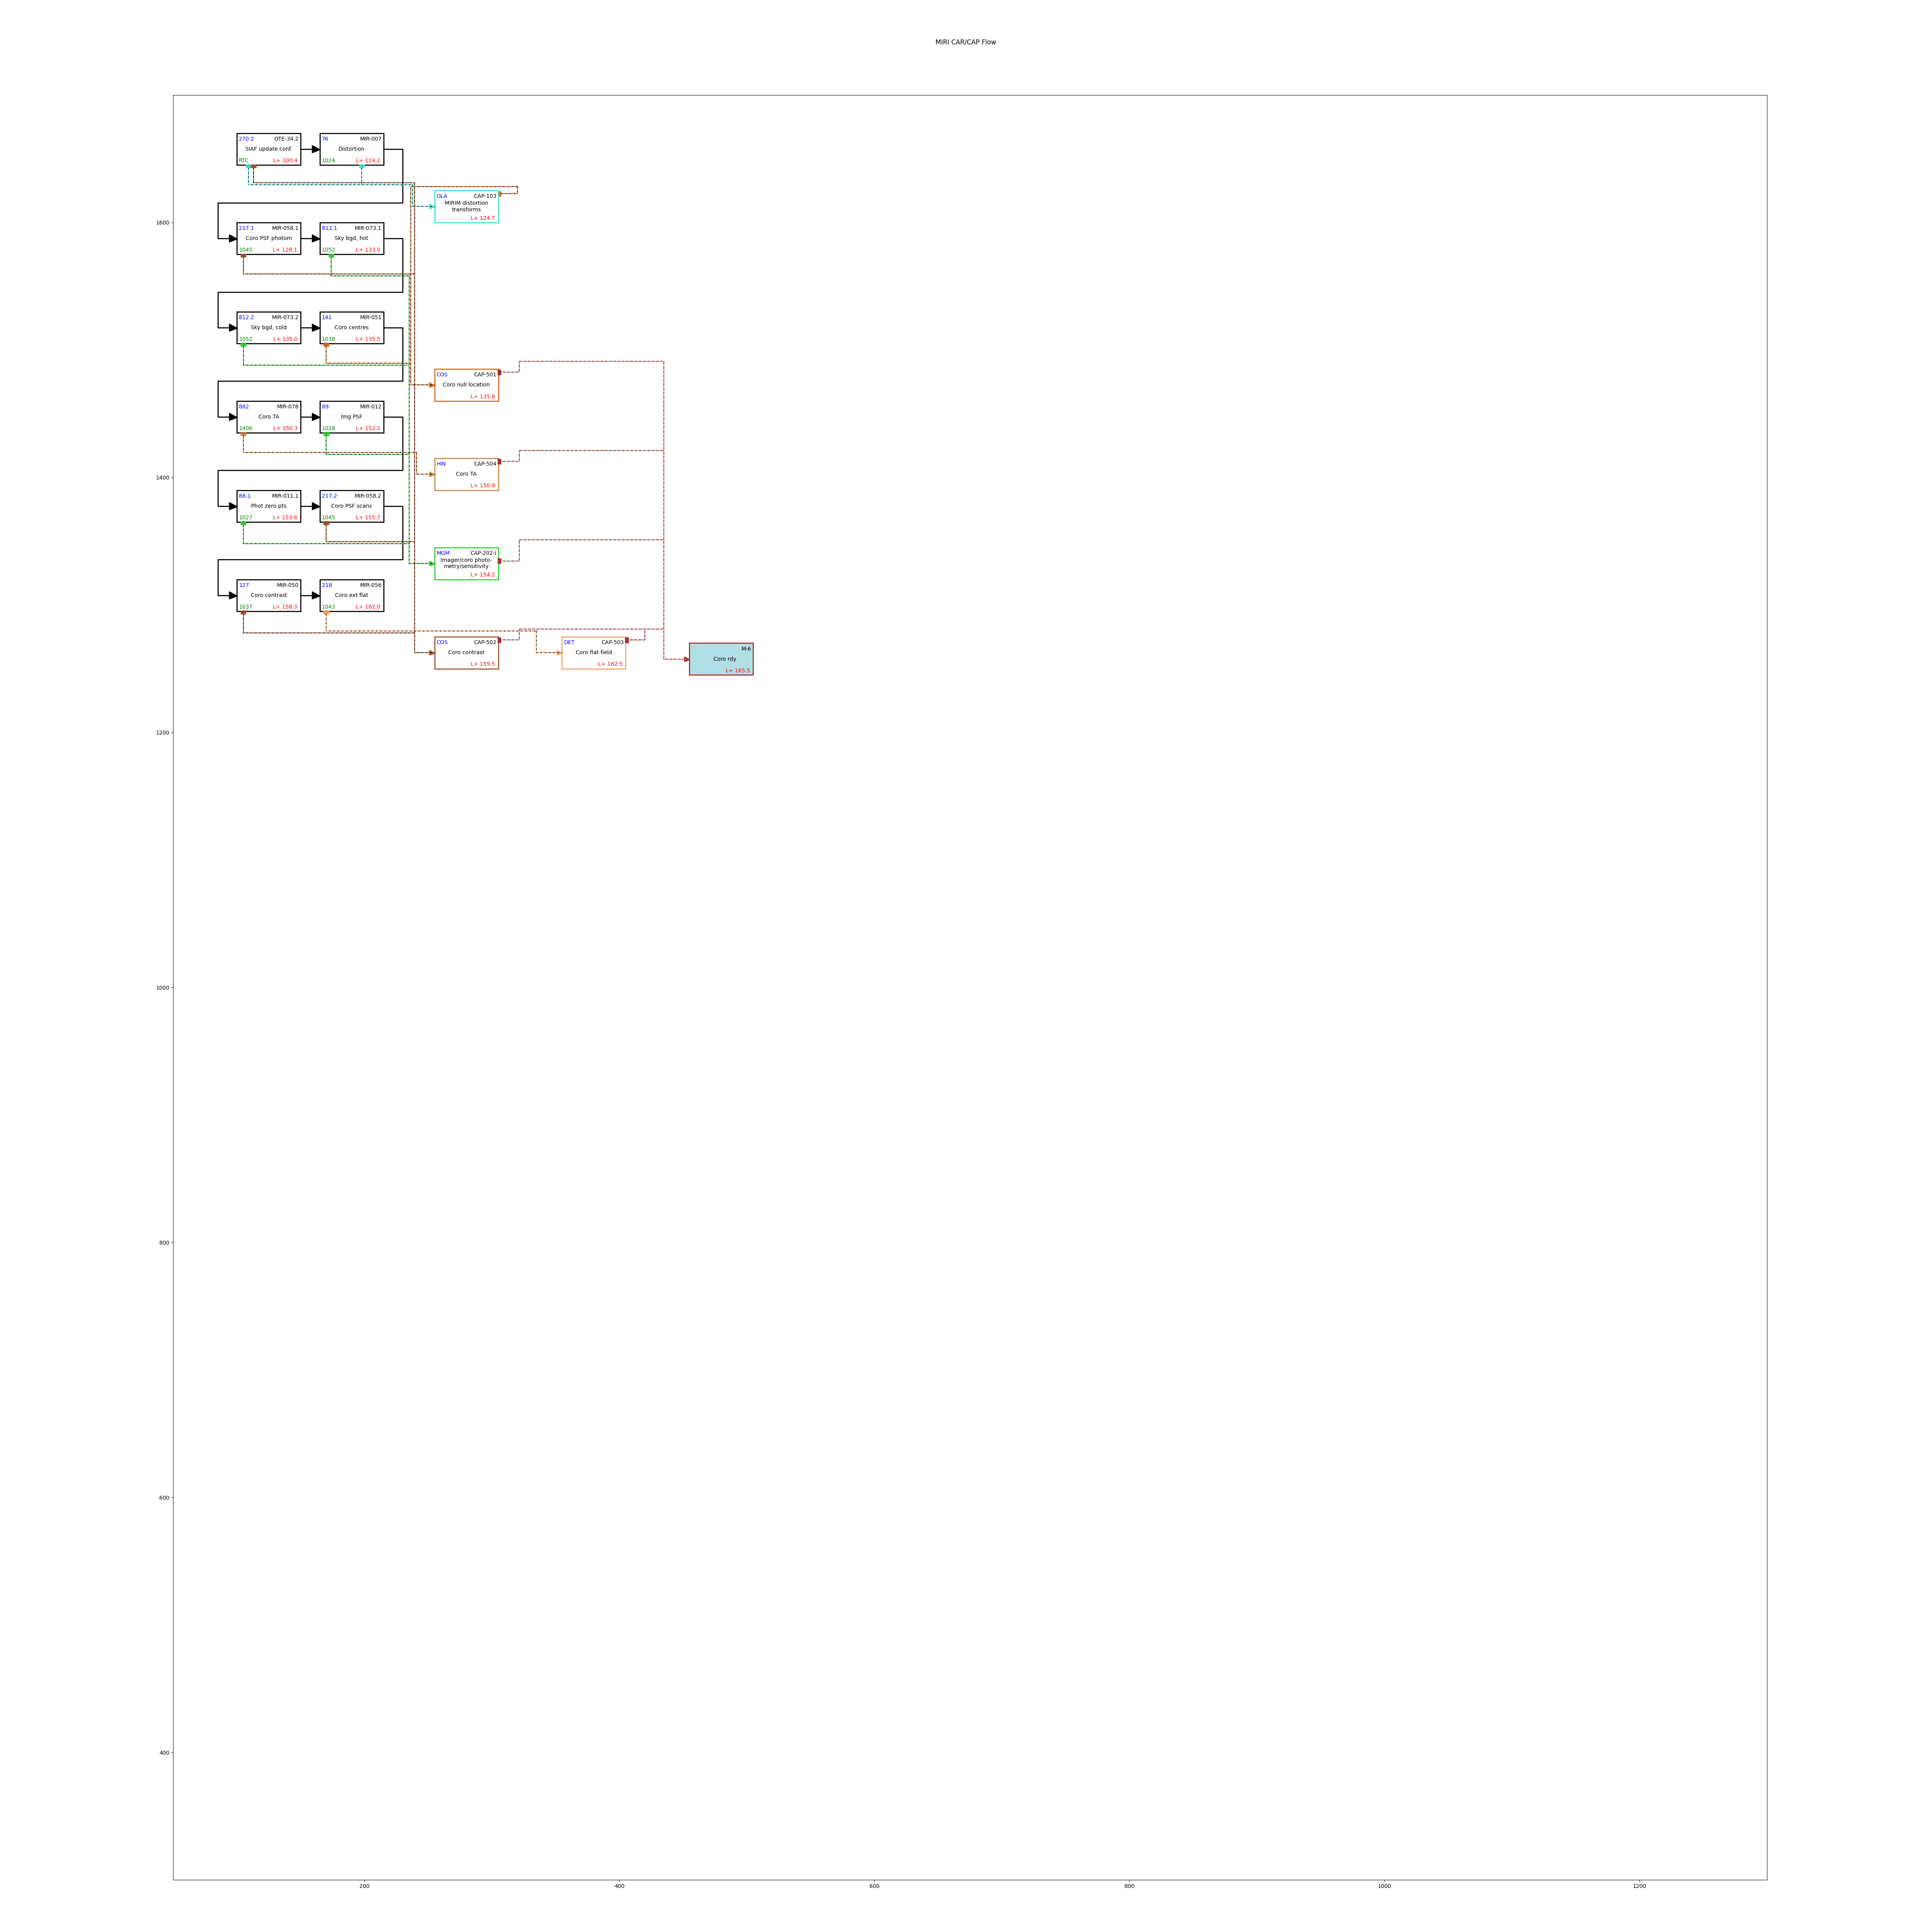 MIRI CAR/CAP Flow
270.2 OTE-34.2
SIAF update conf.
RTC L+ 100.4
76 MIR-007
Distortion
1024 L+ 124.2
GLA CAP-103
MIRIM distortion
transforms
L+ 124.7
1600
217.1 MIR-058.1
Coro PSF photom
1045 L+ 128.1
812.1 MIR-073.1
Sky bgd, hot
1052 L+ 133.0
812.2 MIR-073.2
Sky bgd, cold
1052 L+ 135.0
141 MIR-051
Coro centres
1038 L+ 135.5
COS CAP-501
Coro null location
L+ 135.6
882 MIR-078
Coro TA
1406 L+ 150.3
89 MIR-012
Img PSF
1028 L+ 152.2
HIN CAP-504
Coro TA
L+ 150.8
1400
88.1 MIR-011.1
Phot zero pts
1027 L+ 153.8
217.2 MIR-058.2
Coro PSF scans
1045 L+ 155.7
MGM CAP-202-I
Imager/coro photo-
metry/sensitivity
L+ 154.2
127 MIR-050
Coro contrast
1037 L+ 158.3
218 MIR-056
Coro ext flat
1043 L+ 162.0
COS CAP-502
Coro contrast
L+ 159.5
DET CAP-503
Coro flat field
L+ 162.5
M-6
Coro rdy
L+ 165.5
1200
1000
800
600
400
200 400 600 800 1000 1200